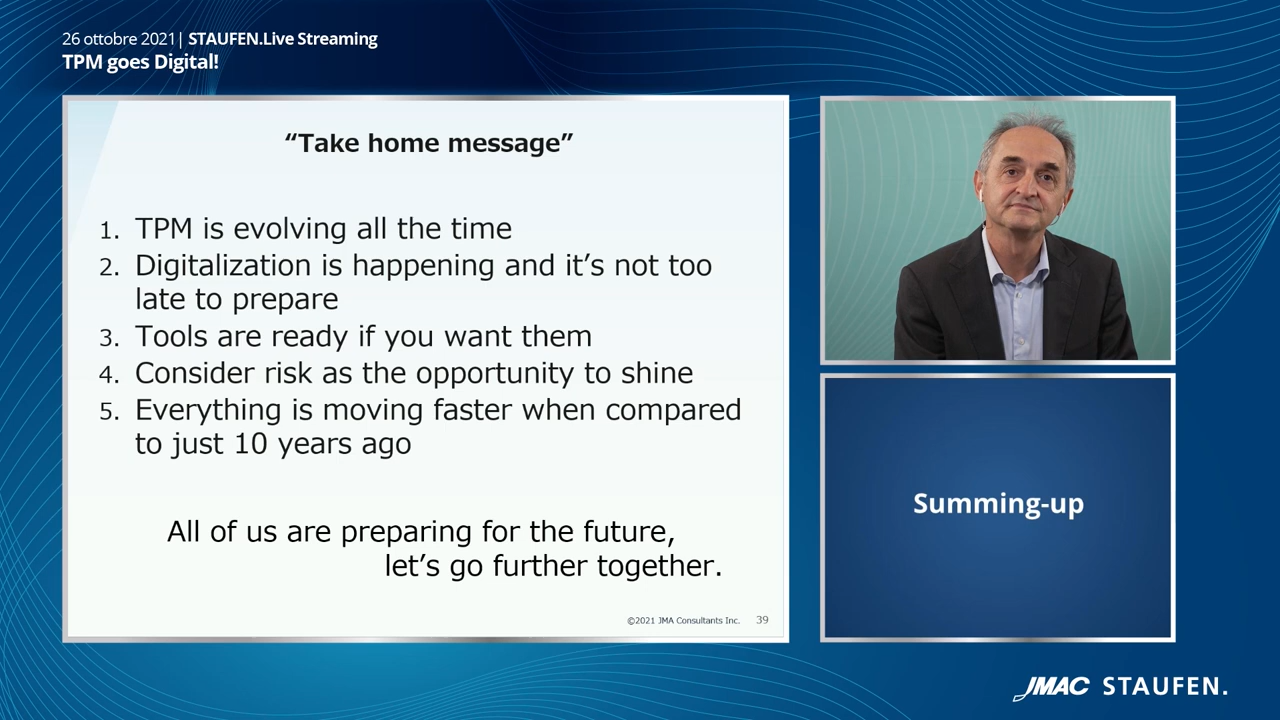 26 ottobre 2021| STAUFEN.Live Streaming
TPM goes Digital!
“Take home message”
1. TPM is evolving all the time
2. Digitalization is happening and it’s not too
late to prepare
3. Tools are ready if you want them
4. Consider risk as the opportunity to shine
5. Everything is moving faster when compared
to just 10 years ago
All of us are preparing for the future,
let’s go further together.
©2021 JMA Consultants Inc. 39
Summing-up
JMAC STAUFEN.